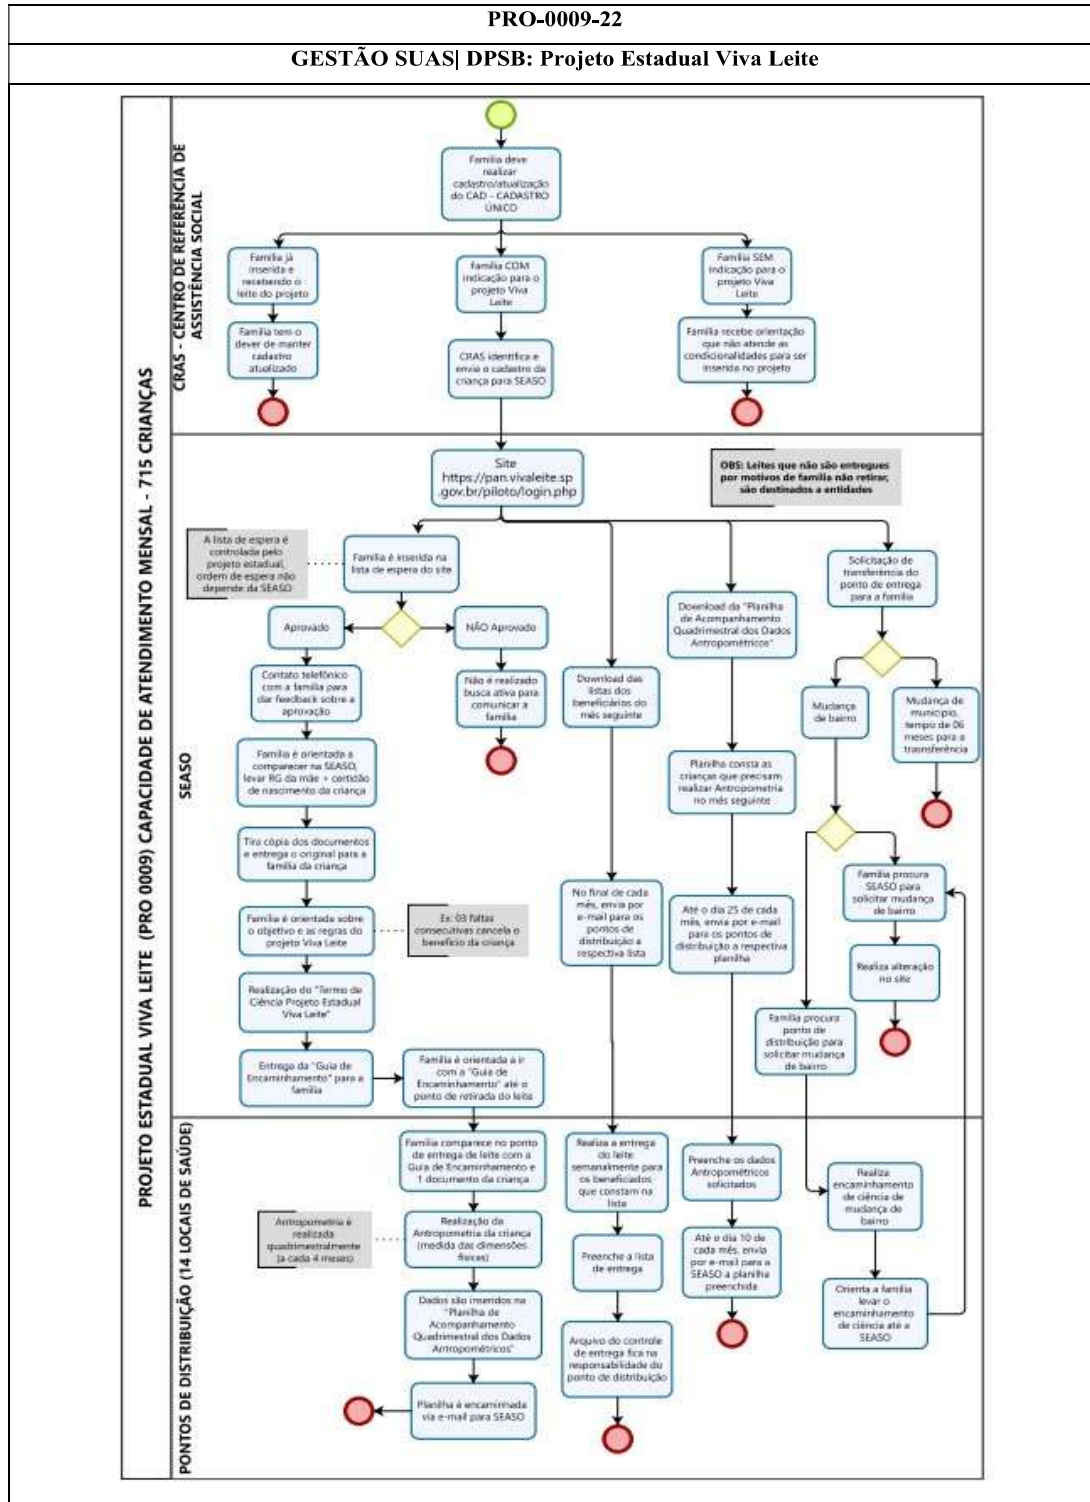 PRO-0009-22
GESTÃO SUAS| DPSB: Projeto Estadual Viva Leite
PROJETO ESTADUAL VIVA LEITE (PRO 0009) CAPACIDADE DE ATENDIMENTO MENSAL - 715 CRIANÇAS
CRAS - CENTRO DE REFERÊNCIA DE
ASSISTÊNCIA SOCIAL
Família deve
realizar
cadastro/atualização
do CAD - CADASTRO
ÚNICO
Família já
inserida e
recebendo o
leite do projeto
Família COM
indicação para o
projeto Viva
Leite
Família SEM
indicação para o
projeto Viva
Leite
Família tem o
dever de manter
cadastro
atualizado
CRAS identifica e
envia o cadastro da
criança para SEASO
Família recebe orientação
que não atende as
condicionalidades para ser
inserida no projeto
SEASO
Site
https://pan.vivaleite.sp
.gov.br/piloto/login.php
OBS: Leites que não são entregues
por motivos de família não retirar,
são destinados a entidades
A lista de espera é
controlada pelo
projeto estadual,
ordem de espera não
depende da SEASO
Família é inserida na
lista de espera do site
Aprovado
NÃO Aprovado
Contato telefônico
com a família para
dar feedback sobre a
aprovação
Não é realizado
busca ativa para
comunicar a
família
Família é orientada a
comparecer na SEASO,
levar RG da mãe + certidão
de nascimento da criança
Tira cópia dos documentos
e entrega o original para a
família da criança
Família é orientada sobre
o objetivo e as regras do
projeto Viva Leite
Ex: 03 faltas
consecutivas cancela o
benefício da criança
Realização do "Termo de
Ciência Projeto Estadual
Viva Leite"
Entrega da "Guia de
Encaminhamento" para a
família
Família é orientada a ir
com a "Guia de
Encaminhamento" até o
ponto de retirada do leite
Download das
listas dos
beneficiários do
mês seguinte
No final de cada
mês, envia por
e-mail para os
pontos de
distribuição a
respectiva lista
Download da "Planilha
de Acompanhamento
Quadrimestral dos Dados
Antropométricos"
Planilha consta as
crianças que precisam
realizar Antropometria
no mês seguinte
Até o dia 25 de cada
mês, envia por e-mail
para os pontos de
distribuição a respectiva
planilha
Solicitação de
transferência do
ponto de entrega
para a família
Mudança
de bairro
Mudança de
município,
tempo de 06
meses para a
transferência
Família procura
SEASO para
solicitar mudança
de bairro
Realiza alteração
no site
Família procura
ponto de
distribuição para
solicitar mudança
de bairro
PONTOS DE DISTRIBUIÇÃO (14 LOCAIS DE SAÚDE)
Família comparece no ponto
de entrega de leite com a
Guia de Encaminhamento e
1 documento da criança
Antropometria é
realizada
quadrimestralmente
(a cada 4 meses)
Realização da
Antropometria da criança
(medida das dimensões
físicas)
Dados são inseridos na
"Planilha de
Acompanhamento
Quadrimestral dos Dados
Antropométricos"
Planilha é encaminhada
via e-mail para SEASO
Realiza a entrega
do leite
semanalmente para
os beneficiados
que constam na
lista
Preenche a lista
de entrega
Arquivo do controle
de entrega fica na
responsabilidade do
ponto de distribuição
Preenche os dados
Antropométricos
solicitados
Até o dia 10 de
cada mês, envia
por e-mail para a
SEASO a planilha
preenchida
Realiza
encaminhamento
de ciência de
mudança de
bairro
Orienta a família
levar o
encaminhamento
de ciência até a
SEASO